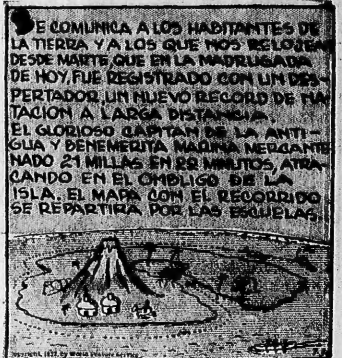 SE COMUNICA A LOS HABITANTES DE
LA TIERRA Y A LOS QUE NOS RELOJEAN
DESDE MARTE, QUE EN LA MADRUGADA
DE HOY, FUE REGISTRADO CON UN DES-
PERTADOR, UN NUEVO RECORD DE NA
TACION A LARGA DISTANCIA.
EL GLORIOSO CAPITAN DE LA ANTI-
GUA Y BENEMERITA MARINA MERCANTE
NADO 21 MILLAS EN 28 MINUTOS, ATRA
CANDO EN EL OMBLIGO DE LA
ISLA. EL MAPA CON EL RECORRIDO
SE REPARTIRA POR LAS ESCUELAS.